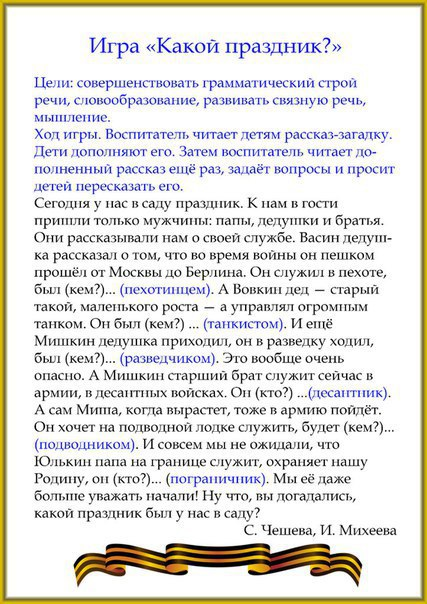 Игра «Какой праздник?»
Цели: совершенствовать грамматический строй
речи, словообразование, развивать связную речь,
мышление.
Ход игры. Воспитатель читает детям рассказ-загадку.
Дети дополняют его. Затем воспитатель читает до-
полненный рассказ ещё раз, задаёт вопросы и просит
детей пересказать его.
Сегодня у нас в саду праздник. К нам в гости
пришли только мужчины: папы, дедушки и братья.
Они рассказывали нам о своей службе. Васин дедуш-
ка рассказал о том, что во время войны он пешком
прошёл от Москвы до Берлина. Он служил в пехоте,
был (кем?)... (пехотинцем). А Вовкин дед — старый
такой, маленького роста — а управлял огромным
танком. Он был (кем?) ... (танкистом). И ещё
Мишкин дедушка приходил, он в разведку ходил,
был (кем?)... (разведчиком). Это вообще очень
опасно. А Мишкин старший брат служит сейчас в
армии, в десантных войсках. Он (кто?) ...(десантник).
А сам Миша, когда вырастет, тоже в армию пойдёт.
Он хочет на подводной лодке служить, будет (кем?)...
(подводником). И совсем мы не ожидали, что
Юлькин папа на границе служит, охраняет нашу
Родину, он (кто?)... (пограничник). Мы её даже
больше уважать начали! Ну что, вы догадались,
какой праздник был у нас в саду?
С. Чешева, И. Михеева